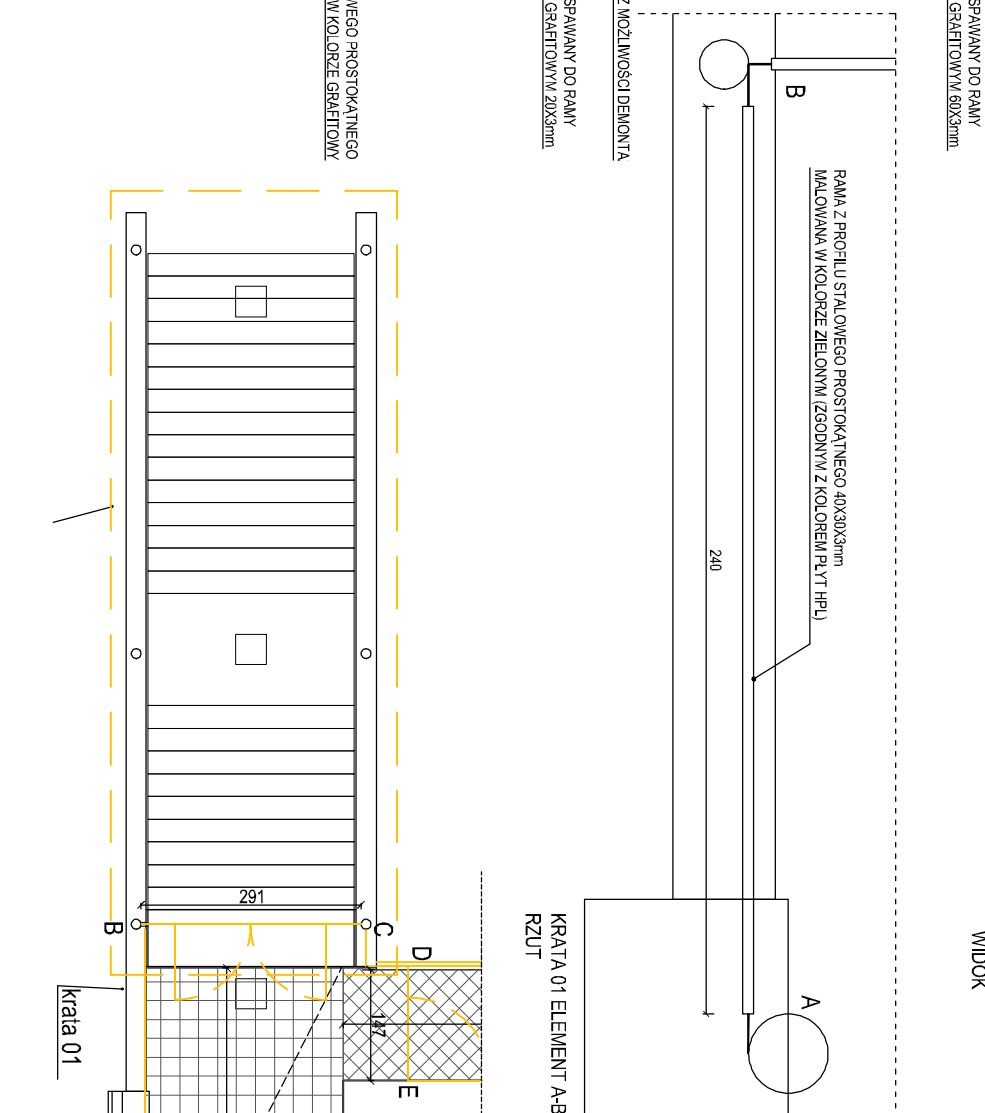 SPAWANY DO RAMY
GRAFITOWYM 60X3mm
WIDOK
RAMA Z PROFILU STALOWEGO PROSTOKĄTNEGO 40X30X3mm
MALOWANA W KOLORZE ZIELONYM (ZGODNYM Z KOLOREM PŁYT HPL)
B
A
240
Z MOŻLIWOŚCI DEMONTA
SPAWANY DO RAMY
GRAFITOWYM 20X3mm
KRATA 01 ELEMENT A-B
RZUT
WEGO PROSTOKĄTNEGO
W KOLORZE GRAFITOWY
D
E
C
147
291
B
krata 01